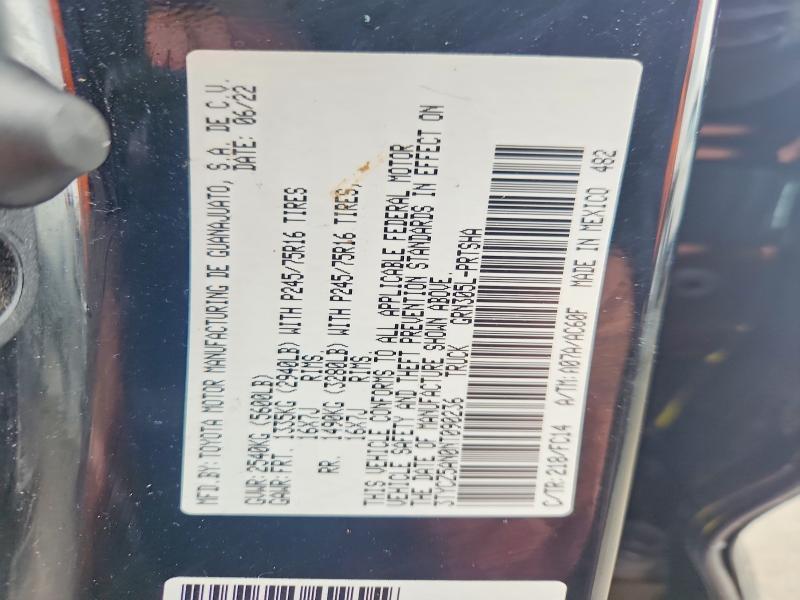 MFD.BY: TOYOTA MOTOR MANUFACTURING DE GUANAJUATO, S.A. DE C.V.
DATE: 06/22
GVWR: 2540KG (5600LB)
GAWR: FRT. 1335KG (2940LB) WITH P245/75R16 TIRES
16X7J RIMS,
RR. 1490KG (3280LB) WITH P245/75R16 TIRES,
16X7J RIMS.
THIS VEHICLE CONFORMS TO ALL APPLICABLE FEDERAL MOTOR
VEHICLE SAFETY AND THEFT PREVENTION STANDARDS IN EFFECT ON
THE DATE OF MANUFACTURE SHOWN ABOVE.
TRUCK GRN305L-PRTSHA
C/TR: 218/FC14 A/TM: A07A/AC60F MADE IN MEXICO 482